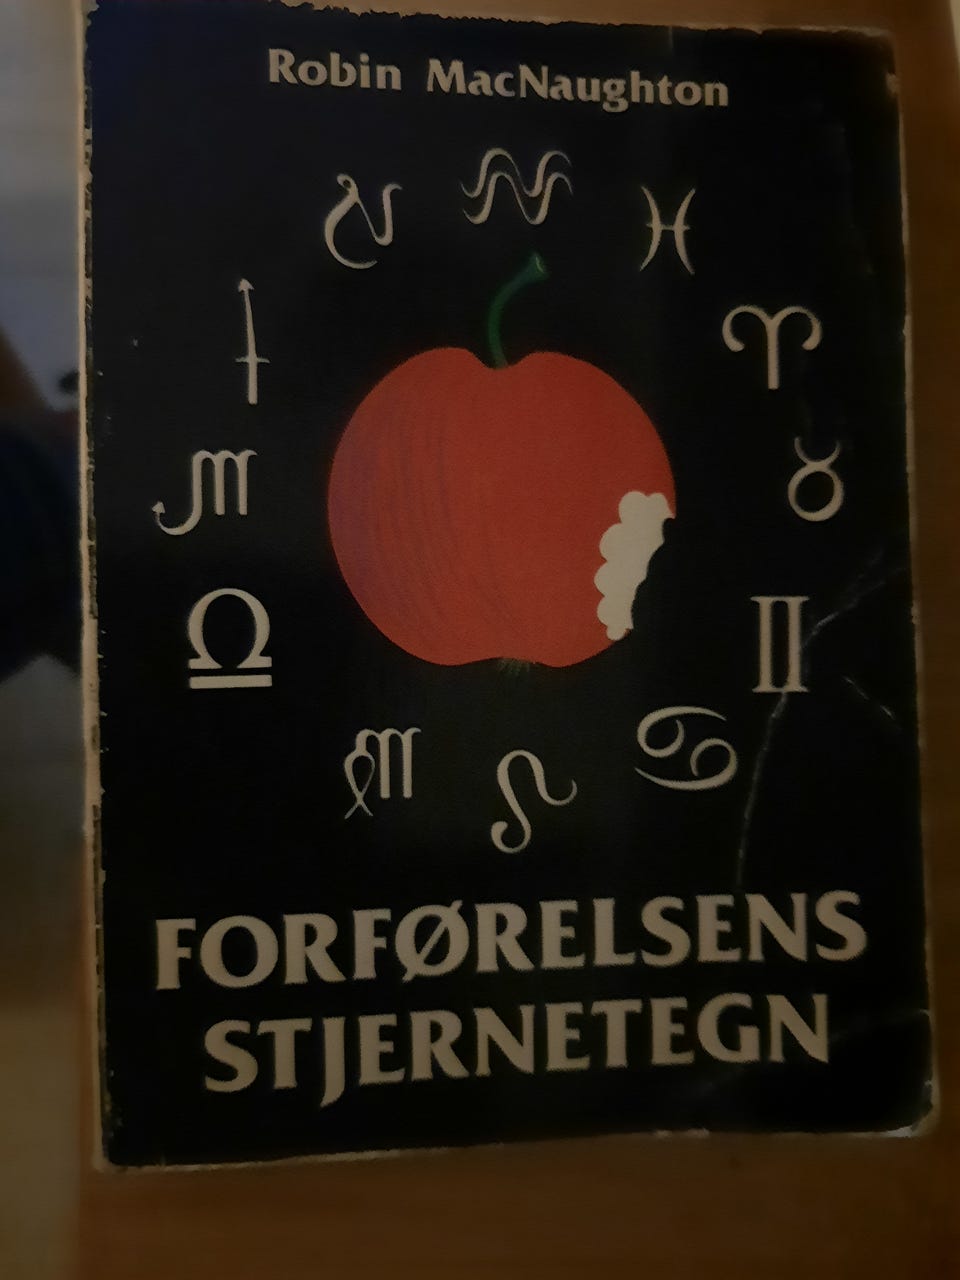 Robin MacNaughton
FORFØRELSENS
STJERNETEGN